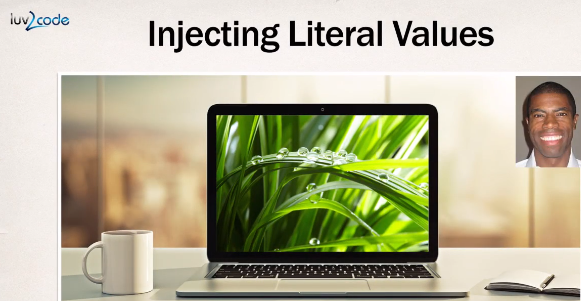 luv2code
Injecting Literal Values